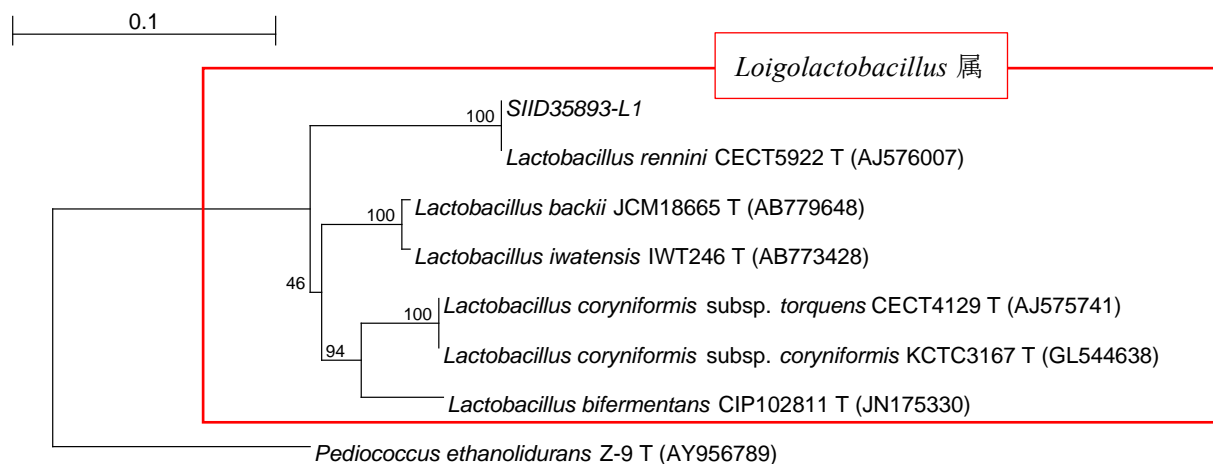 0.1
Loigolactobacillus 属
SIID35893-L1
100
Lactobacillus rennini CECT5922 T (AJ576007)
Lactobacillus backii JCM18665 T (AB779648)
100
Lactobacillus iwatensis IWT246 T (AB773428)
46
Lactobacillus coryniformis subsp. torquens CECT4129 T (AJ575741)
100
Lactobacillus coryniformis subsp. coryniformis KCTC3167 T (GL544638)
94
Lactobacillus bifermentans CIP102811 T (JN175330)
Pediococcus ethanolidurans Z-9 T (AY956789)